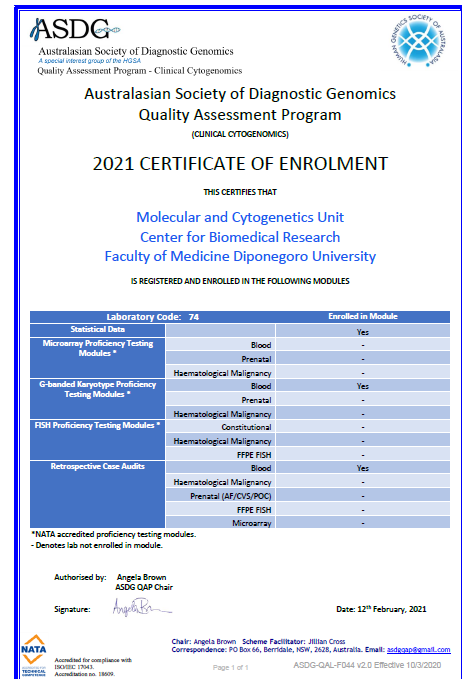 ASDG
Australasian Society of Diagnostic Genomics
A special interest group of the HGSA
Quality Assessment Program - Clinical Cytogenomics
HUMAN GENETICS SOCIETY OF AUSTRALASIA
Australasian Society of Diagnostic Genomics
Quality Assessment Program
(CLINICAL CYTOGENOMICS)
2021 CERTIFICATE OF ENROLMENT
THIS CERTIFIES THAT
Molecular and Cytogenetics Unit
Center for Biomedical Research
Faculty of Medicine Diponegoro University
IS REGISTERED AND ENROLLED IN THE FOLLOWING MODULES
Laboratory Code: 74 Enrolled in Module
Statistical Data Yes
Microarray Proficiency Testing Modules * Blood -
Prenatal -
Haematological Malignancy -
G-banded Karyotype Proficiency Testing Modules * Blood Yes
Prenatal -
Haematological Malignancy -
FISH Proficiency Testing Modules * Constitutional -
Haematological Malignancy -
FFPE FISH -
Retrospective Case Audits Blood Yes
Haematological Malignancy -
Prenatal (AF/CVS/POC) -
FFPE FISH -
Microarray -
*NATA accredited proficiency testing modules.
- Denotes lab not enrolled in module.
Authorised by: Angela Brown
ASDG QAP Chair
Signature: Date: 12th February, 2021
NATA
Accredited for compliance with
ISO/IEC 17043.
Accreditation no. 18609.
Chair: Angela Brown Scheme Facilitator: Jillian Cross
Correspondence: PO Box 66, Berridale, NSW, 2628, Australia. Email: asdgqap@gmail.com
Page 1 of 1
ASDG-QAL-F044 v2.0 Effective 10/3/2020